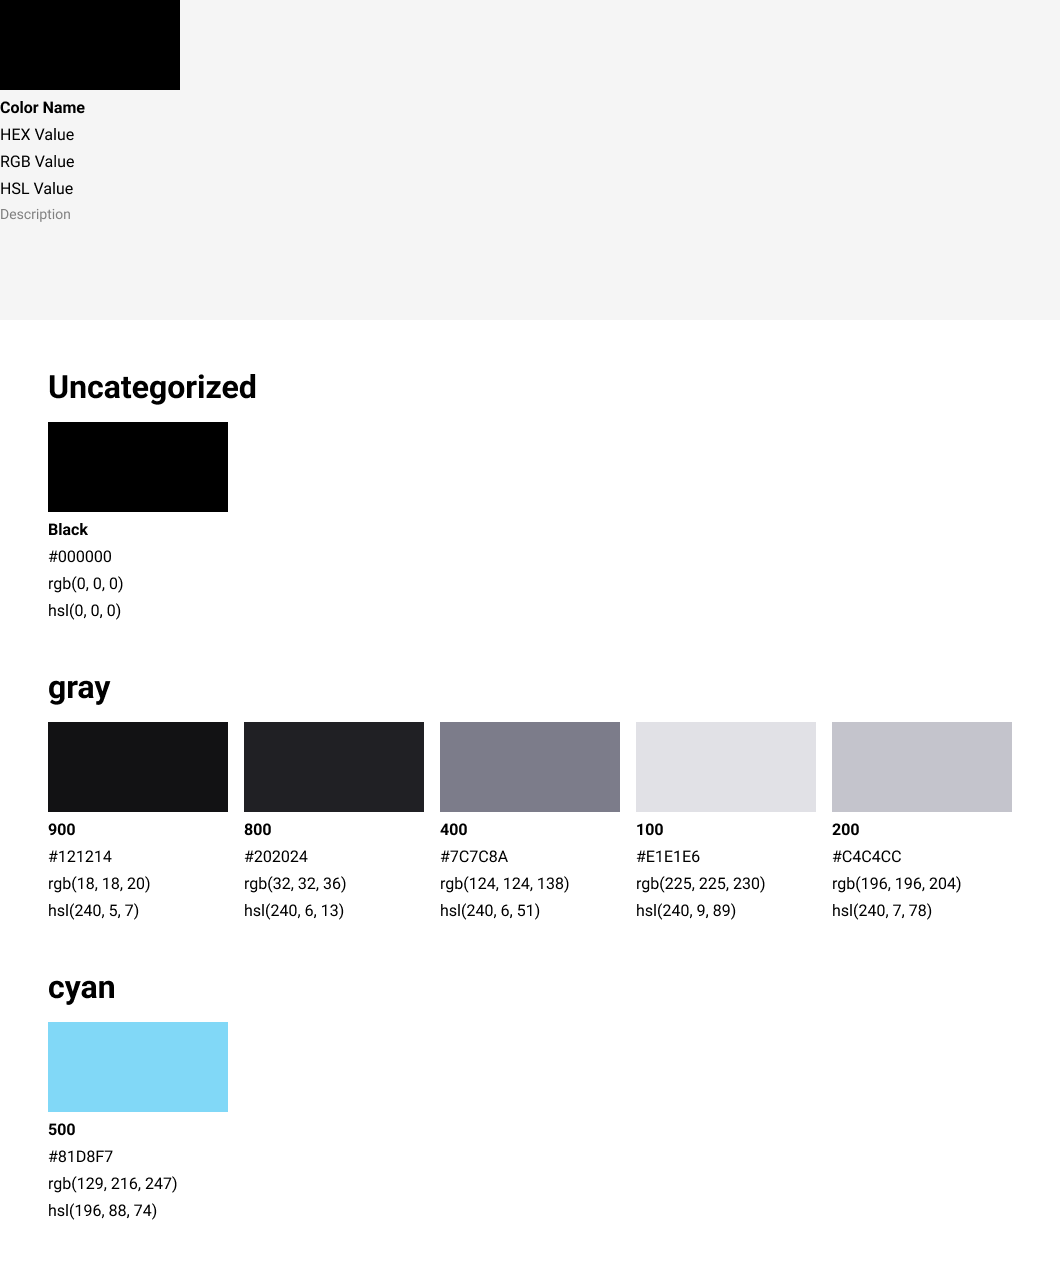 Color Name
HEX Value
RGB Value
HSL Value
Description
Uncategorized
Black
#000000
rgb(0, 0, 0)
hsl(0, 0, 0)
gray
900
#121214
rgb(18, 18, 20)
hsl(240, 5, 7)
800
#202024
rgb(32, 32, 36)
hsl(240, 6, 13)
400
#7C7C8A
rgb(124, 124, 138)
hsl(240, 6, 51)
100
#E1E1E6
rgb(225, 225, 230)
hsl(240, 9, 89)
200
#C4C4CC
rgb(196, 196, 204)
hsl(240, 7, 78)
cyan
500
#81D8F7
rgb(129, 216, 247)
hsl(196, 88, 74)